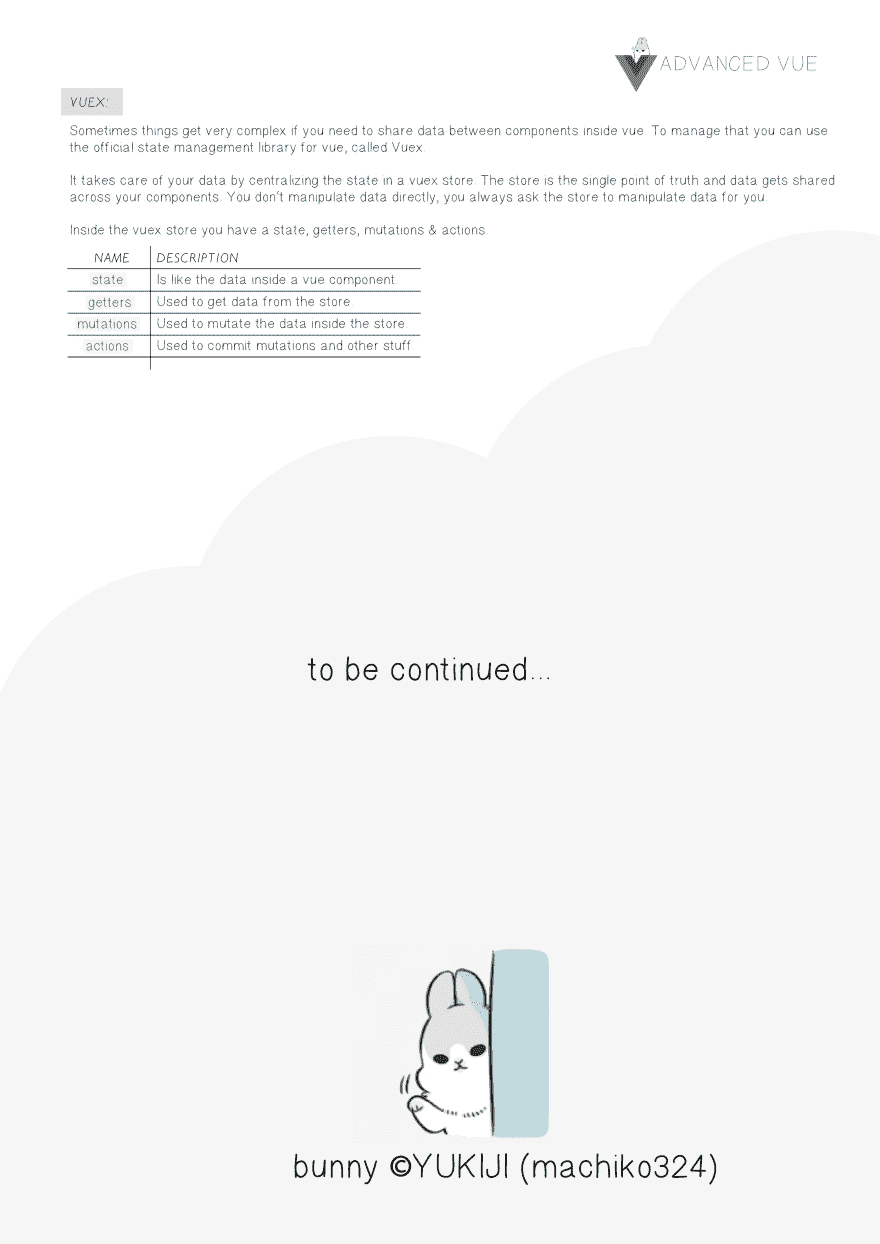 ADVANCED VUE
VUEX:
Sometimes things get very complex if you need to share data between components inside vue. To manage that you can use
the official state management library for vue, called Vuex.
It takes care of your data by centralizing the state in a vuex store. The store is the single point of truth and data gets shared
across your components. You don't manipulate data directly, you always ask the store to manipulate data for you.
Inside the vuex store you have a state, getters, mutations & actions.
NAME DESCRIPTION
state Is like the data inside a vue component.
getters Used to get data from the store.
mutations Used to mutate the data inside the store.
actions Used to commit mutations and other stuff.
to be continued...
bunny ©YUKIJI (machiko324)